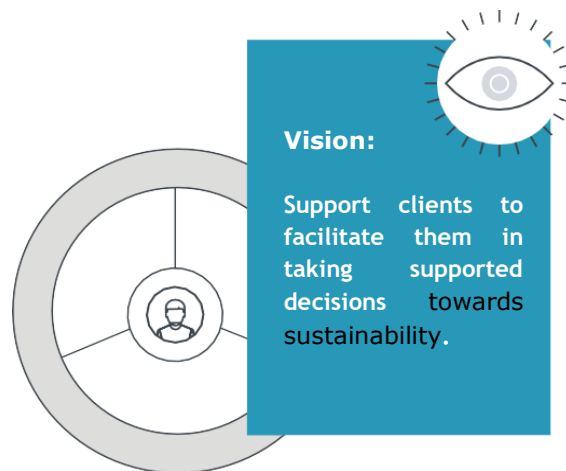 Vision:
Support clients to
facilitate them in
taking supported
decisions towards
sustainability.